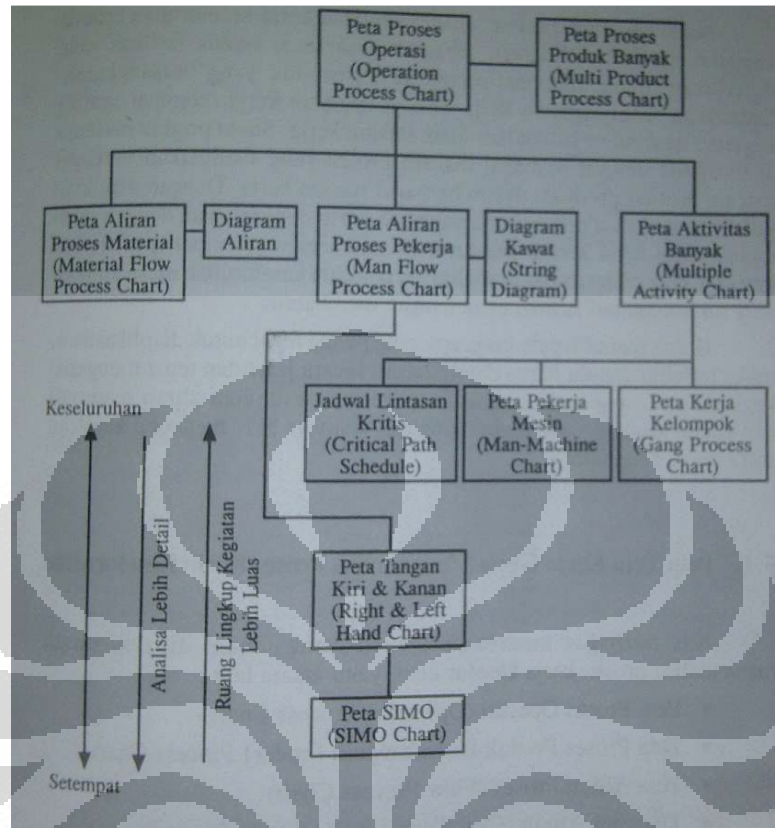 Peta Proses
Operasi
(Operation
Process Chart)
Peta Proses
Produk Banyak
(Multi Product
Process Chart)
Peta Aliran
Proses Material
(Material Flow
Process Chart)
Diagram
Aliran
Peta Aliran
Proses Pekerja
(Man Flow
Process Chart)
Diagram
Kawat
(String
Diagram)
Peta Aktivitas
Banyak
(Multiple
Activity Chart)
Jadwal Lintasan
Kritis
(Critical Path
Schedule)
Peta Pekerja
Mesin
(Man-Machine
Chart)
Peta Kerja
Kelompok
(Gang Process
Chart)
Keseluruhan
Analisa Lebih Detail
Ruang Lingkup Kegiatan
Lebih Luas
Setempat
Peta Tangan
Kiri & Kanan
(Right & Left
Hand Chart)
Peta SIMO
(SIMO Chart)